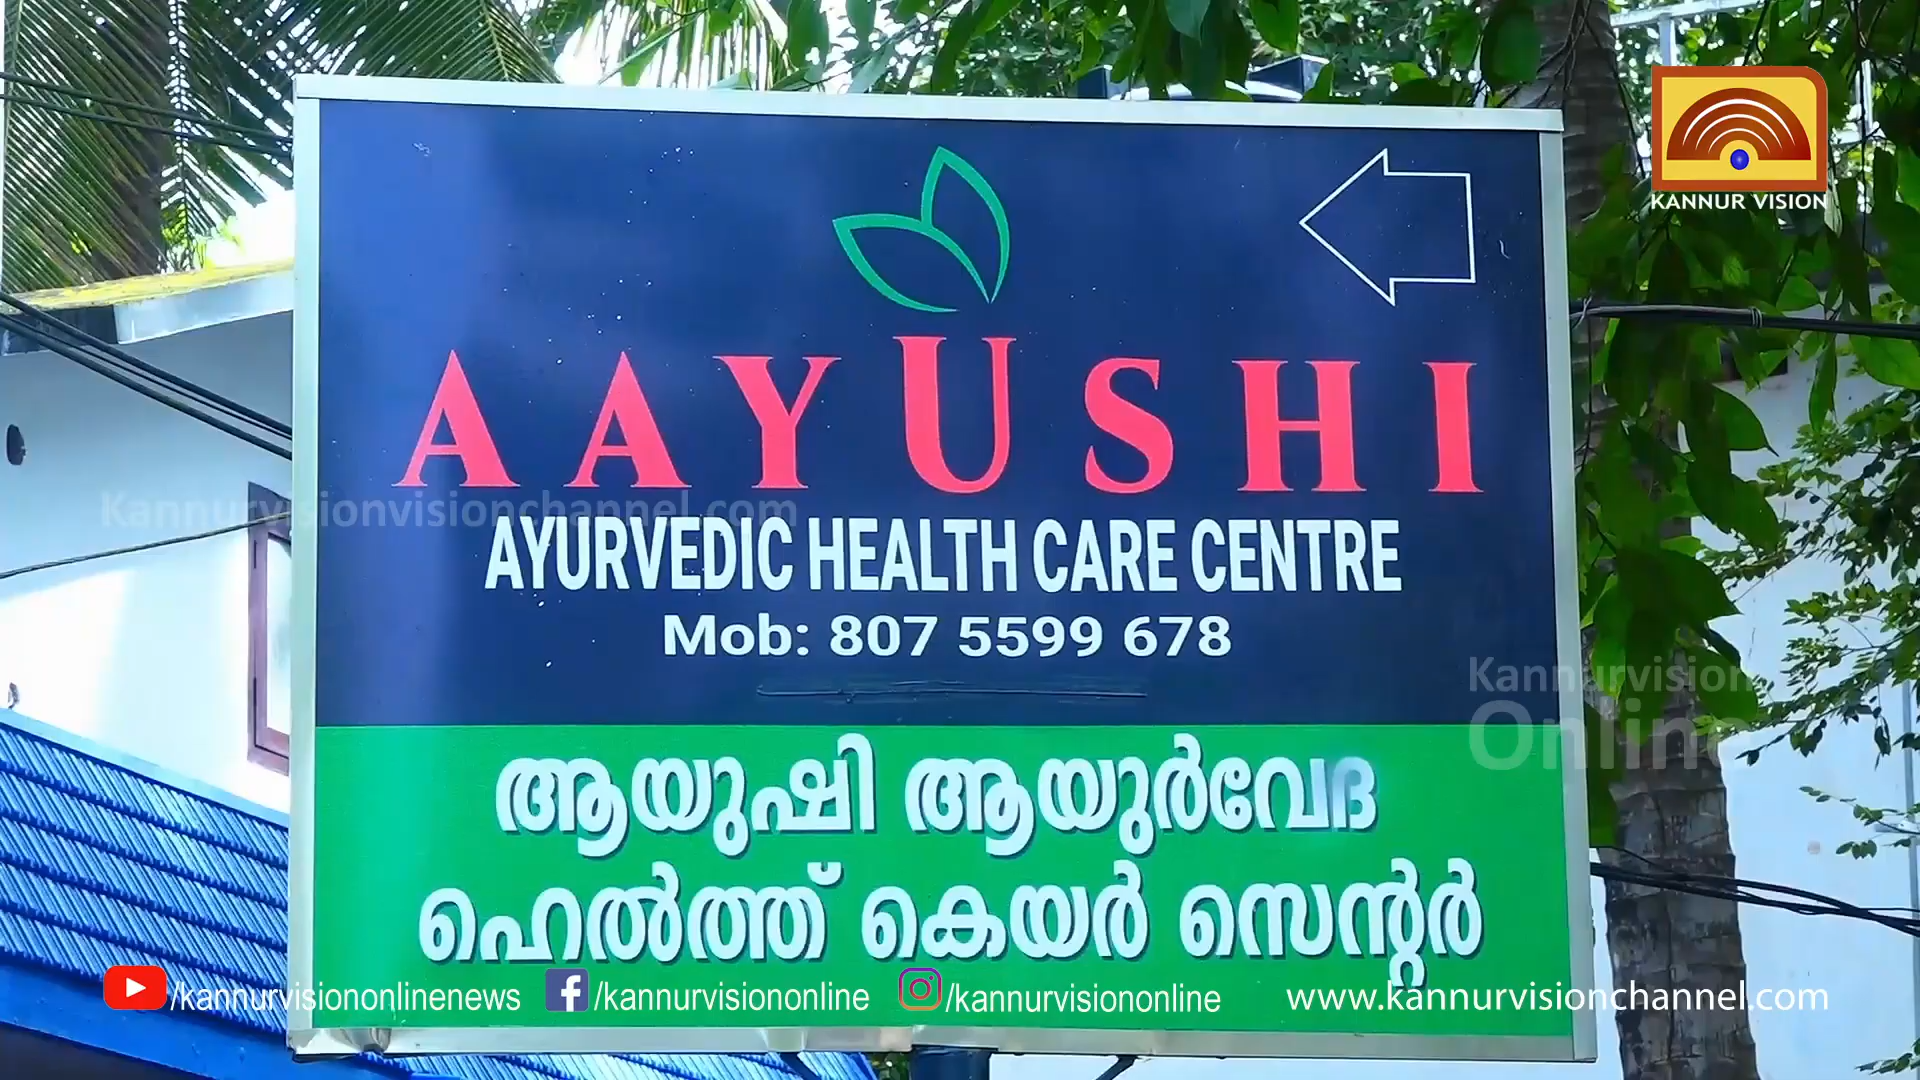 KANNUR VISION
AAYUSHI
Kannurvisionvisionchannel.com
AYURVEDIC HEALTH CARE CENTRE
Mob: 807 5599 678
Kannurvision
Online
ആയുഷി ആയുർവേദ
ഹെൽത്ത് കെയർ സെന്റർ
/kannurvisiononlinenews /kannurvisiononline /kannurvisiononline www.kannurvisionchannel.com